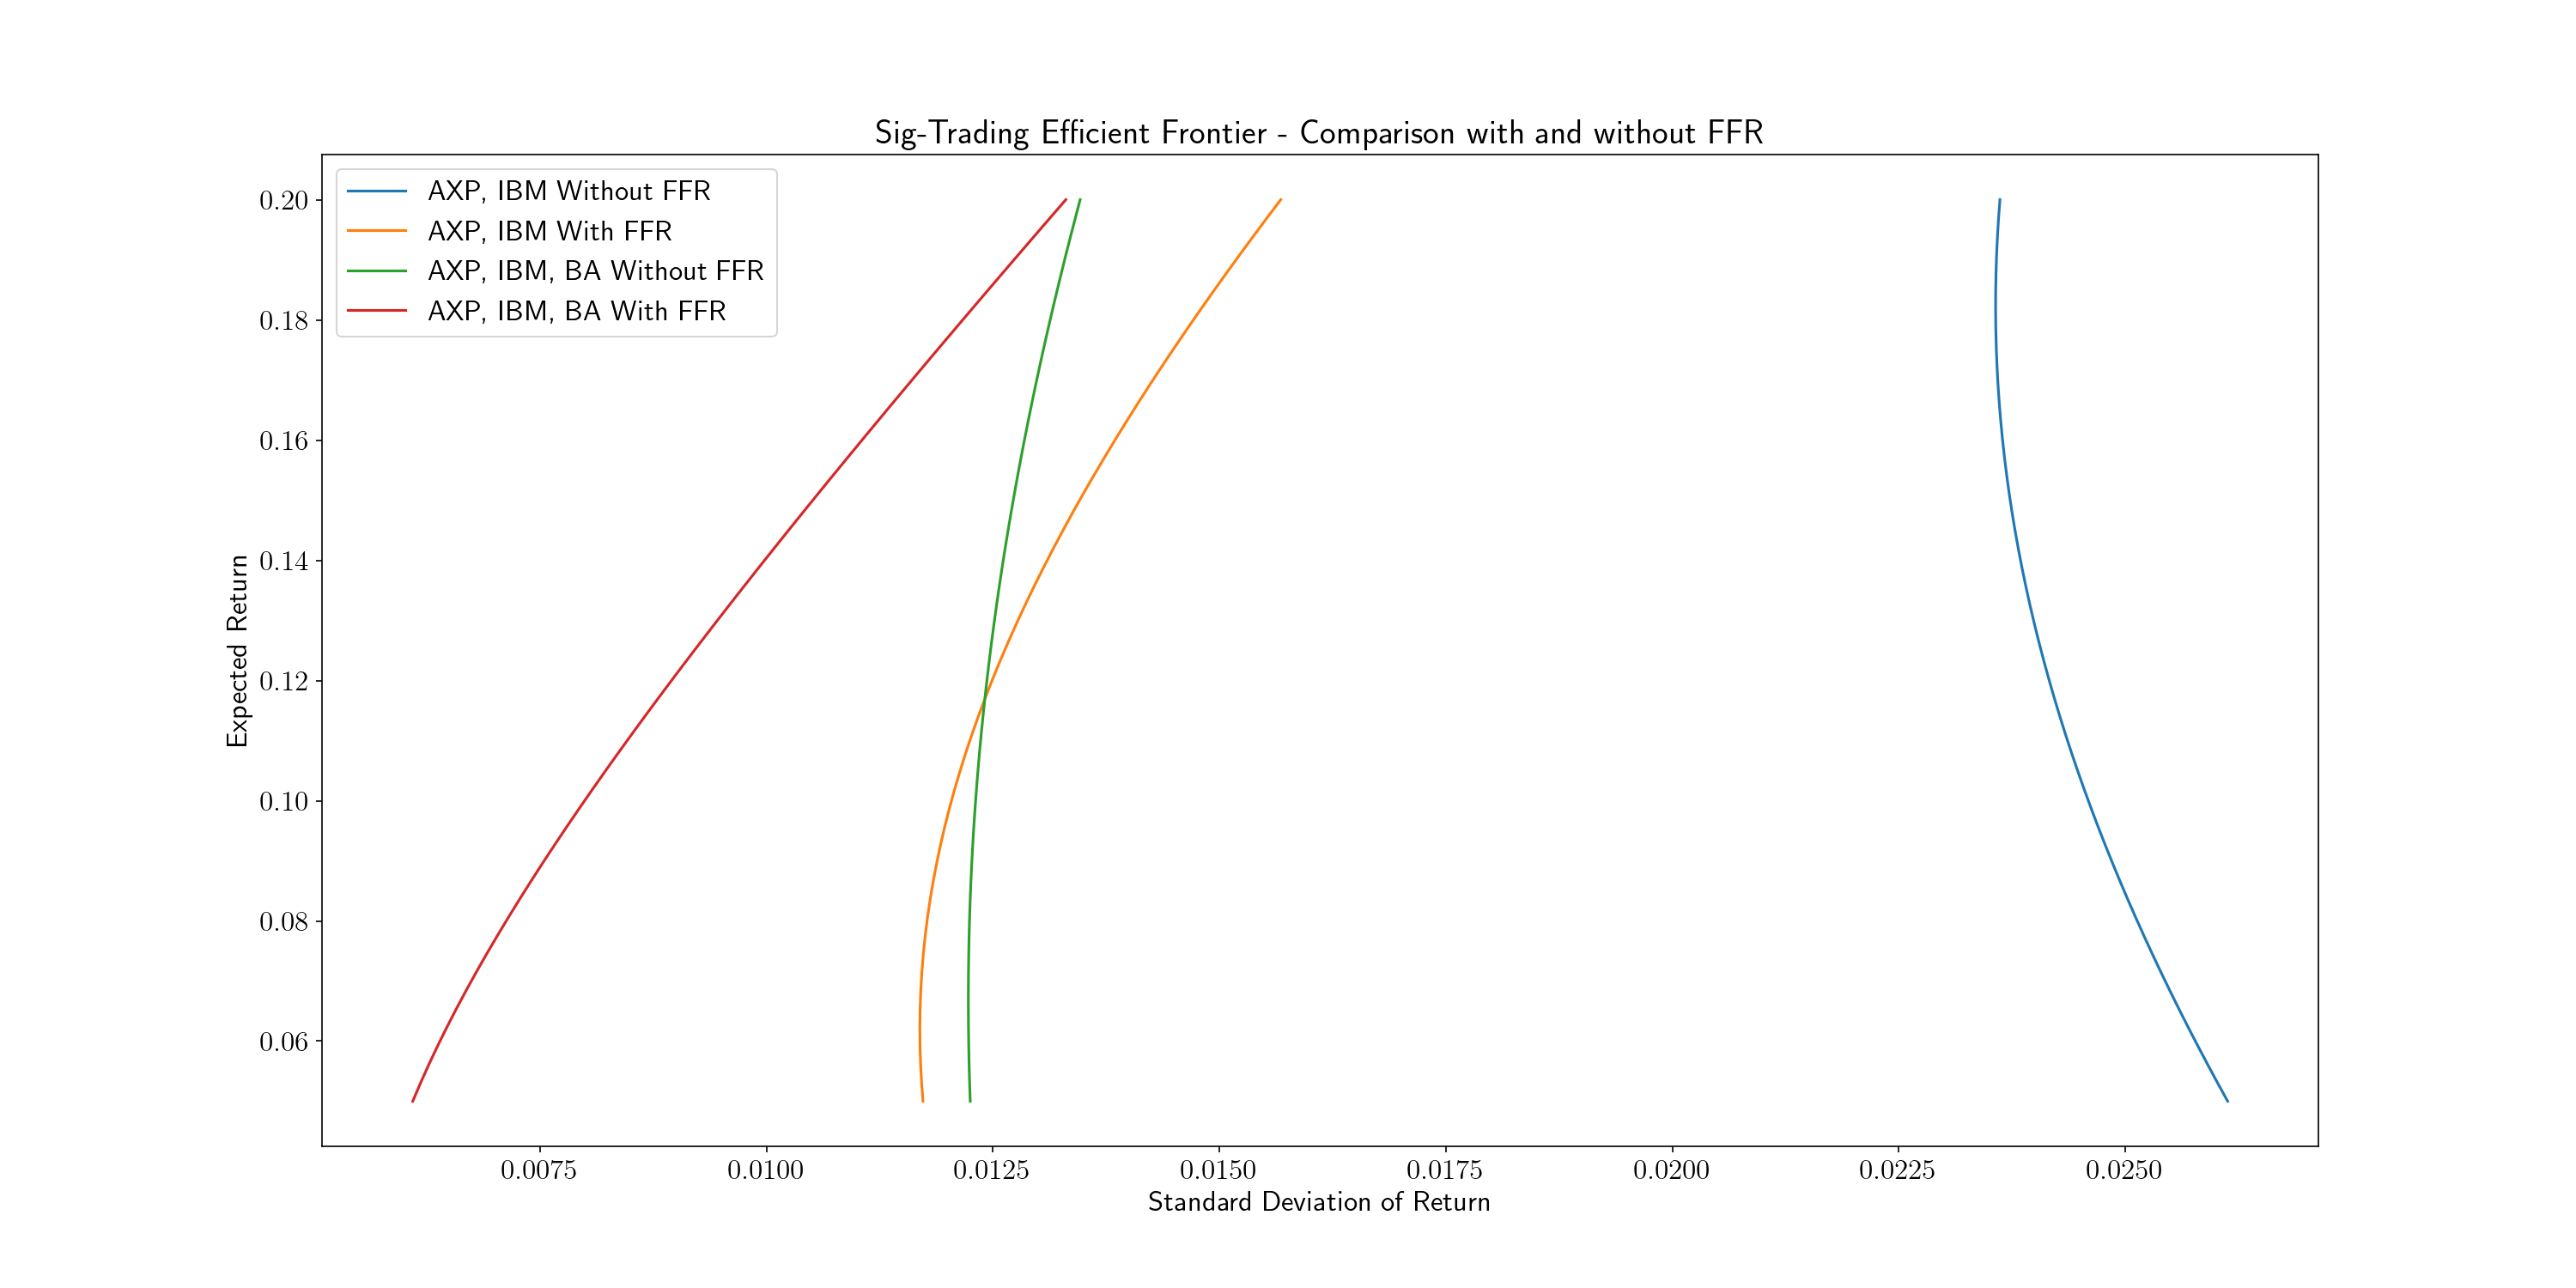 Sig-Trading Efficient Frontier - Comparison with and without FFR
AXP, IBM Without FFR
AXP, IBM With FFR
AXP, IBM, BA Without FFR
AXP, IBM, BA With FFR
Expected Return
0.20
0.18
0.16
0.14
0.12
0.10
0.08
0.06
0.0075 0.0100 0.0125 0.0150 0.0175 0.0200 0.0225 0.0250
Standard Deviation of Return